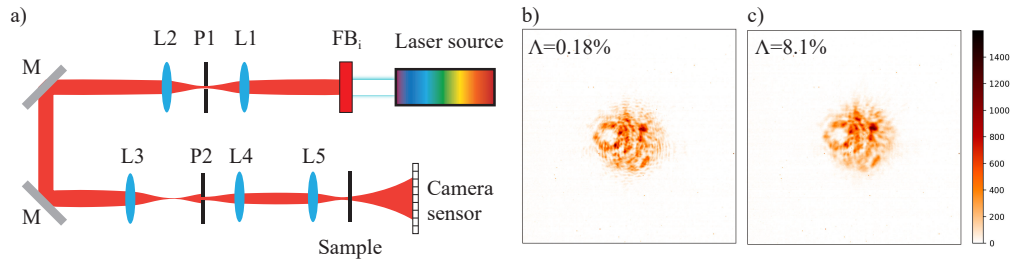 a)
L2 P1 L1 FBi Laser source
M
L3 P2 L4 L5
M
Camera
sensor
Sample
b)
Λ=0.18%
c)
Λ=8.1%
1400
1200
1000
800
600
400
200
0